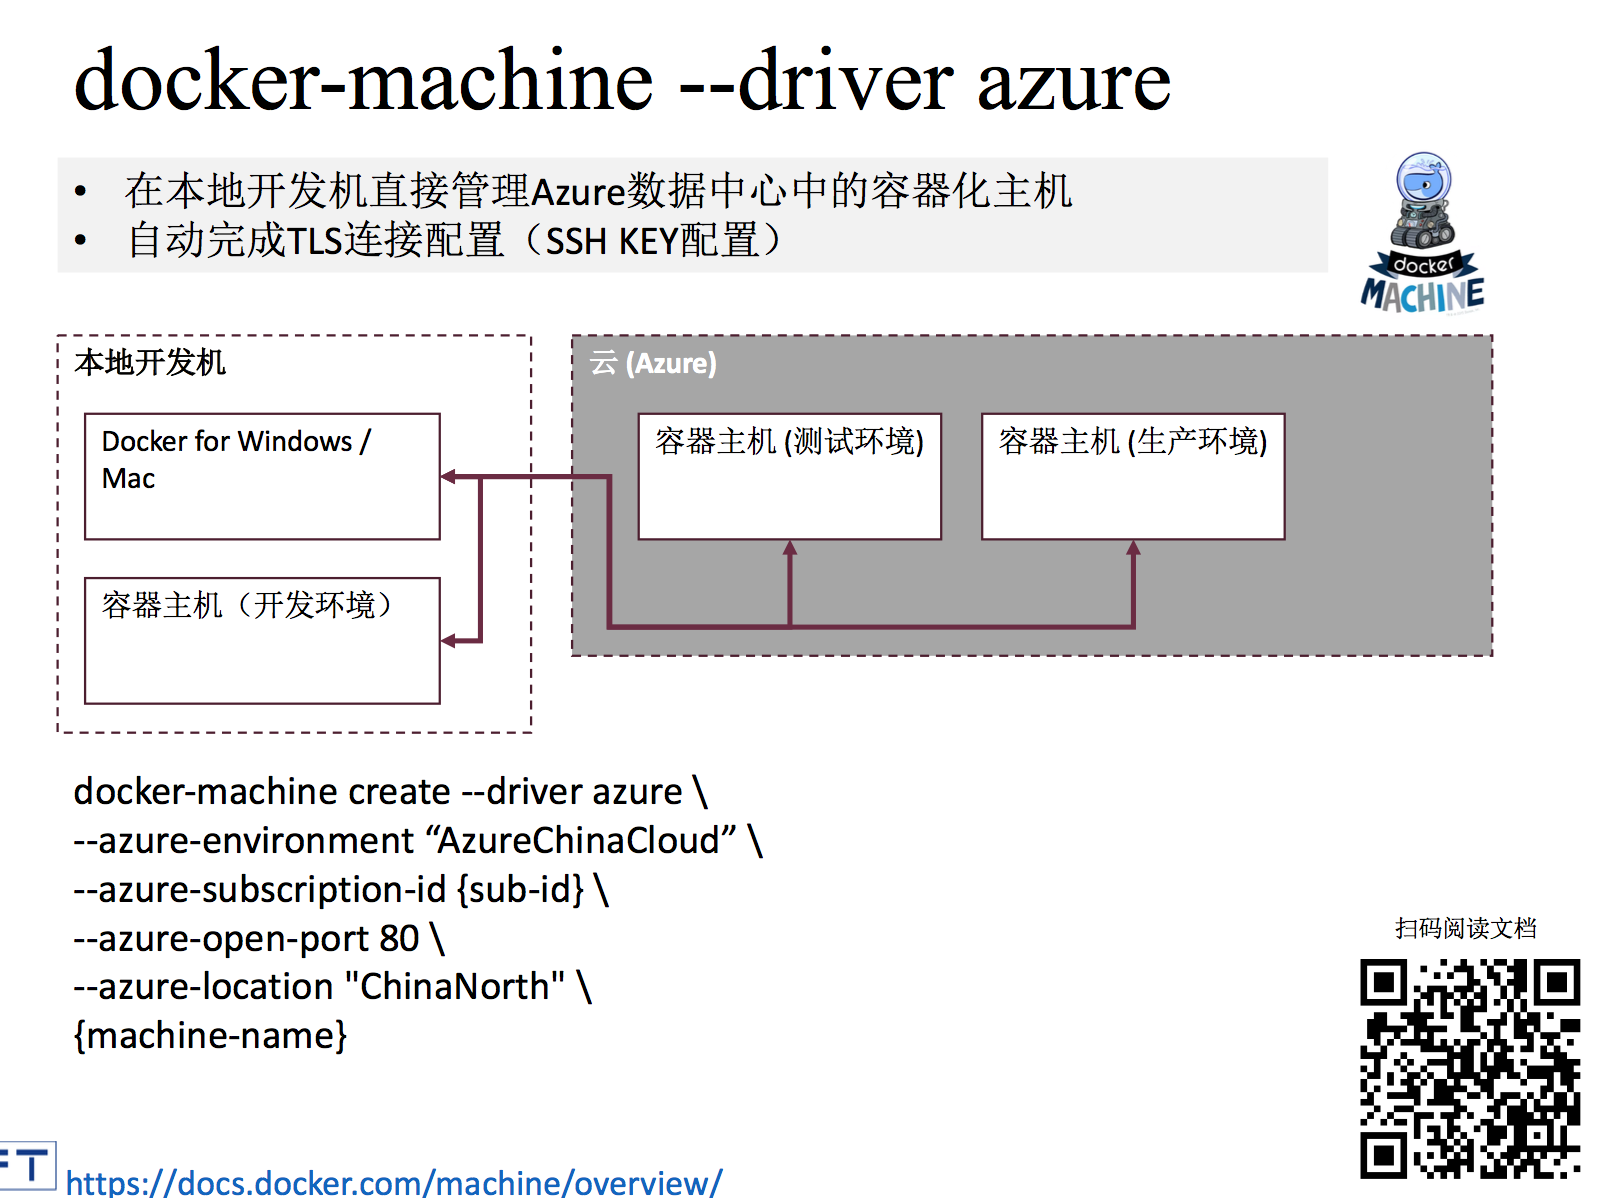 docker-machine --driver azure
• 在本地开发机直接管理Azure数据中心中的容器化主机
• 自动完成TLS连接配置（SSH KEY配置）
docker
MACHINE
本地开发机
Docker for Windows /
Mac
容器主机（开发环境）
云 (Azure)
容器主机 (测试环境)
容器主机 (生产环境)
docker-machine create --driver azure \
--azure-environment “AzureChinaCloud” \
--azure-subscription-id {sub-id} \
--azure-open-port 80 \
--azure-location "ChinaNorth" \
{machine-name}
扫码阅读文档
FT
https://docs.docker.com/machine/overview/